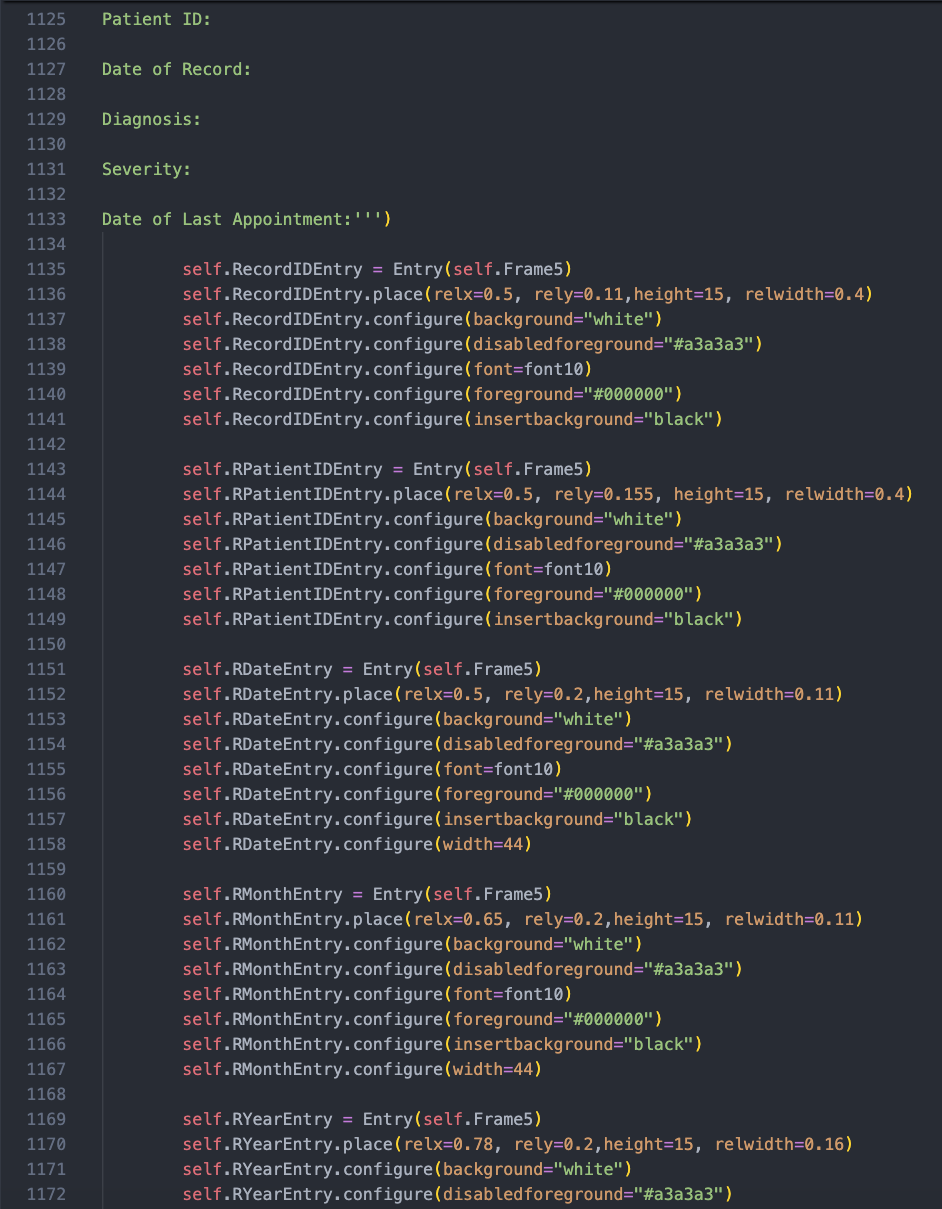 1125 Patient ID:
1126
1127 Date of Record:
1128
1129 Diagnosis:
1130
1131 Severity:
1132
1133 Date of Last Appointment:''')
1134
1135 self.RecordIDEntry = Entry(self.Frame5)
1136 self.RecordIDEntry.place(relx=0.5, rely=0.11,height=15, relwidth=0.4)
1137 self.RecordIDEntry.configure(background="white")
1138 self.RecordIDEntry.configure(disabledforeground="#a3a3a3")
1139 self.RecordIDEntry.configure(font=font10)
1140 self.RecordIDEntry.configure(foreground="#000000")
1141 self.RecordIDEntry.configure(insertbackground="black")
1142
1143 self.RPatientIDEntry = Entry(self.Frame5)
1144 self.RPatientIDEntry.place(relx=0.5, rely=0.155, height=15, relwidth=0.4)
1145 self.RPatientIDEntry.configure(background="white")
1146 self.RPatientIDEntry.configure(disabledforeground="#a3a3a3")
1147 self.RPatientIDEntry.configure(font=font10)
1148 self.RPatientIDEntry.configure(foreground="#000000")
1149 self.RPatientIDEntry.configure(insertbackground="black")
1150
1151 self.RDateEntry = Entry(self.Frame5)
1152 self.RDateEntry.place(relx=0.5, rely=0.2,height=15, relwidth=0.11)
1153 self.RDateEntry.configure(background="white")
1154 self.RDateEntry.configure(disabledforeground="#a3a3a3")
1155 self.RDateEntry.configure(font=font10)
1156 self.RDateEntry.configure(foreground="#000000")
1157 self.RDateEntry.configure(insertbackground="black")
1158 self.RDateEntry.configure(width=44)
1159
1160 self.RMonthEntry = Entry(self.Frame5)
1161 self.RMonthEntry.place(relx=0.65, rely=0.2,height=15, relwidth=0.11)
1162 self.RMonthEntry.configure(background="white")
1163 self.RMonthEntry.configure(disabledforeground="#a3a3a3")
1164 self.RMonthEntry.configure(font=font10)
1165 self.RMonthEntry.configure(foreground="#000000")
1166 self.RMonthEntry.configure(insertbackground="black")
1167 self.RMonthEntry.configure(width=44)
1168
1169 self.RYearEntry = Entry(self.Frame5)
1170 self.RYearEntry.place(relx=0.78, rely=0.2,height=15, relwidth=0.16)
1171 self.RYearEntry.configure(background="white")
1172 self.RYearEntry.configure(disabledforeground="#a3a3a3")